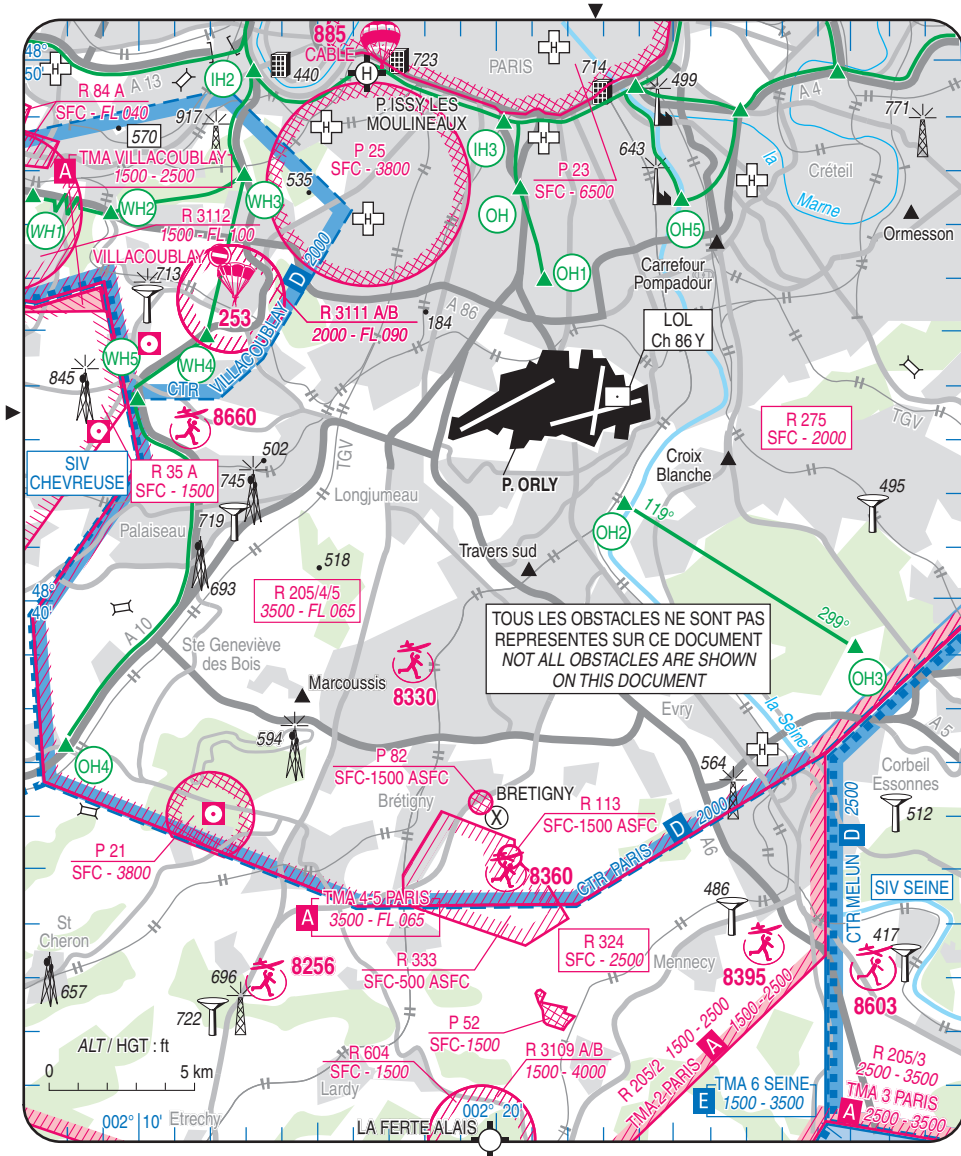 885
CABLE
723
PARIS
714
499
A 4
771
48°
50'
A 13
IH2
440
R 84 A
SFC - FL 040
917
570
P. ISSY LES
MOULINEAUX
IH3
P 25
SFC - 3800
P 23
SFC - 6500
643
la
Marne
Créteil
TMA VILLACOUBLAY
1500 - 2500
A
535
WH1
WH2
WH3
OH
OH5
Ormesson
R 3112
1500 - FL 100
VILLACOUBLAY
713
253
D
2000
OH1
Carrefour
Pompadour
R 3111 A/B
2000 - FL 090
A 86
184
LOL
Ch 86 Y
WH5
WH4
CTR VILLACOUBLAY
845
8660
TGV
R 275
SFC - 2000
TGV
SIV
CHEVREUSE
R 35 A
SFC - 1500
502
745
Longjumeau
P. ORLY
Croix
Blanche
495
Palaiseau
719
693
OH2
119°
Travers sud
518
48°
40'
R 205/4/5
3500 - FL 065
TOUS LES OBSTACLES NE SONT PAS
REPRESENTES SUR CE DOCUMENT
NOT ALL OBSTACLES ARE SHOWN
ON THIS DOCUMENT
299°
OH3
A 10
Ste Geneviève
des Bois
Marcoussis
8330
Evry
la Seine
A 5
594
OH4
P 82
SFC-1500 ASFC
Brétigny
BRETIGNY
X
564
Corbeil
Essonnes
512
R 113
SFC-1500 ASFC
P 21
SFC - 3800
8360
CTR PARIS
D
2000
A6
D
2500
CTR MELUN
SIV SEINE
TMA 4-5 PARIS
3500 - FL 065
A
486
417
St
Cheron
657
696
8256
722
R 333
SFC-500 ASFC
R 324
SFC - 2500
Mennecy
8395
8603
P 52
SFC-1500
ALT / HGT : ft
0
5 km
R 604
SFC - 1500
Lardy
R 3109 A/B
1500 - 4000
R 205/2 1500 - 2500
TMA-2-PARIS A 1500 - 2500
E
TMA 6 SEINE
1500 - 3500
R 205/3
2500 - 3500
TMA 3 PARIS
A
2500 - 3500
002° 10'
Etrechy
002° 20'
LA FERTE ALAIS